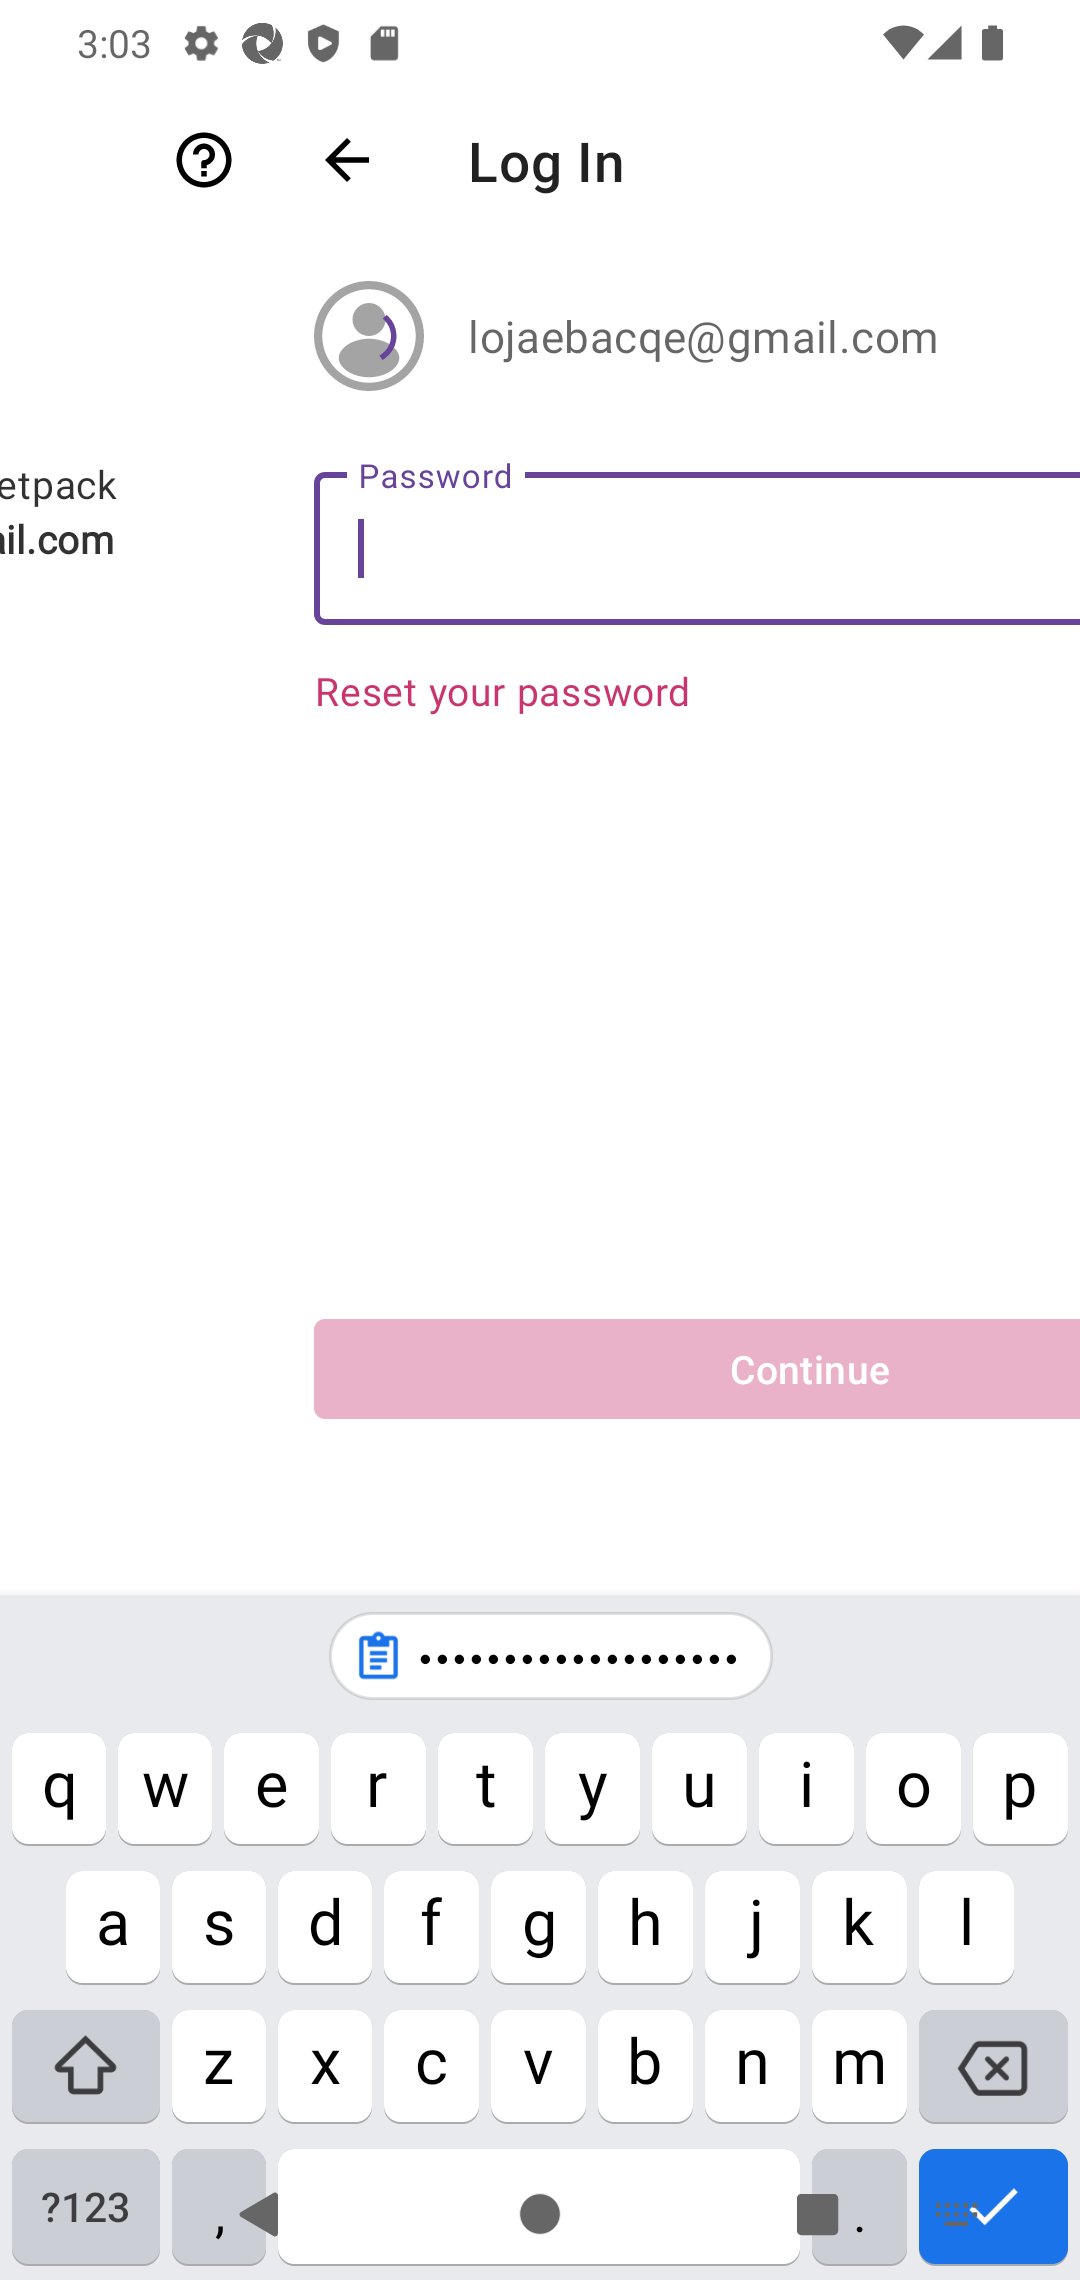 3:03
Log In
lojaebacqe@gmail.com
etpack
ail.com
Password
Reset your password
Continue
••••••••••••••••••••
q w e r t y u i o p
a s d f g h j k l
z x c v b n m
?123 , .